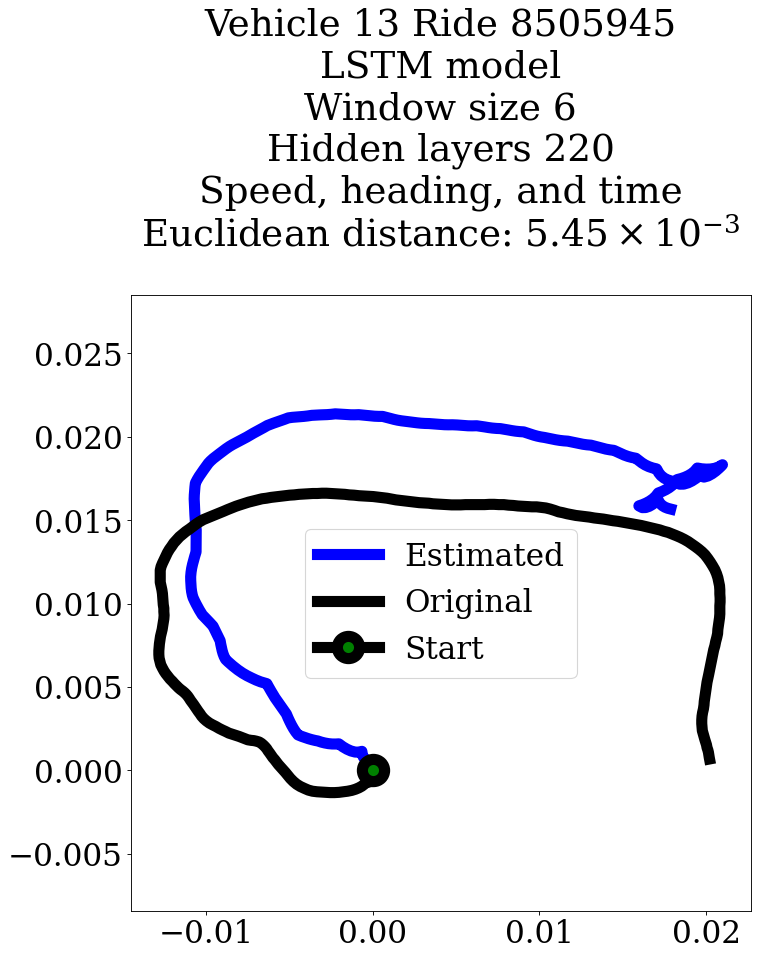 Vehicle 13 Ride 8505945
LSTM model
Window size 6
Hidden layers 220
Speed, heading, and time
Euclidean distance: 5.45 × 10⁻³
0.025
0.020
0.015
0.010
0.005
0.000
−0.005
Estimated
Original
Start
−0.01
0.00
0.01
0.02